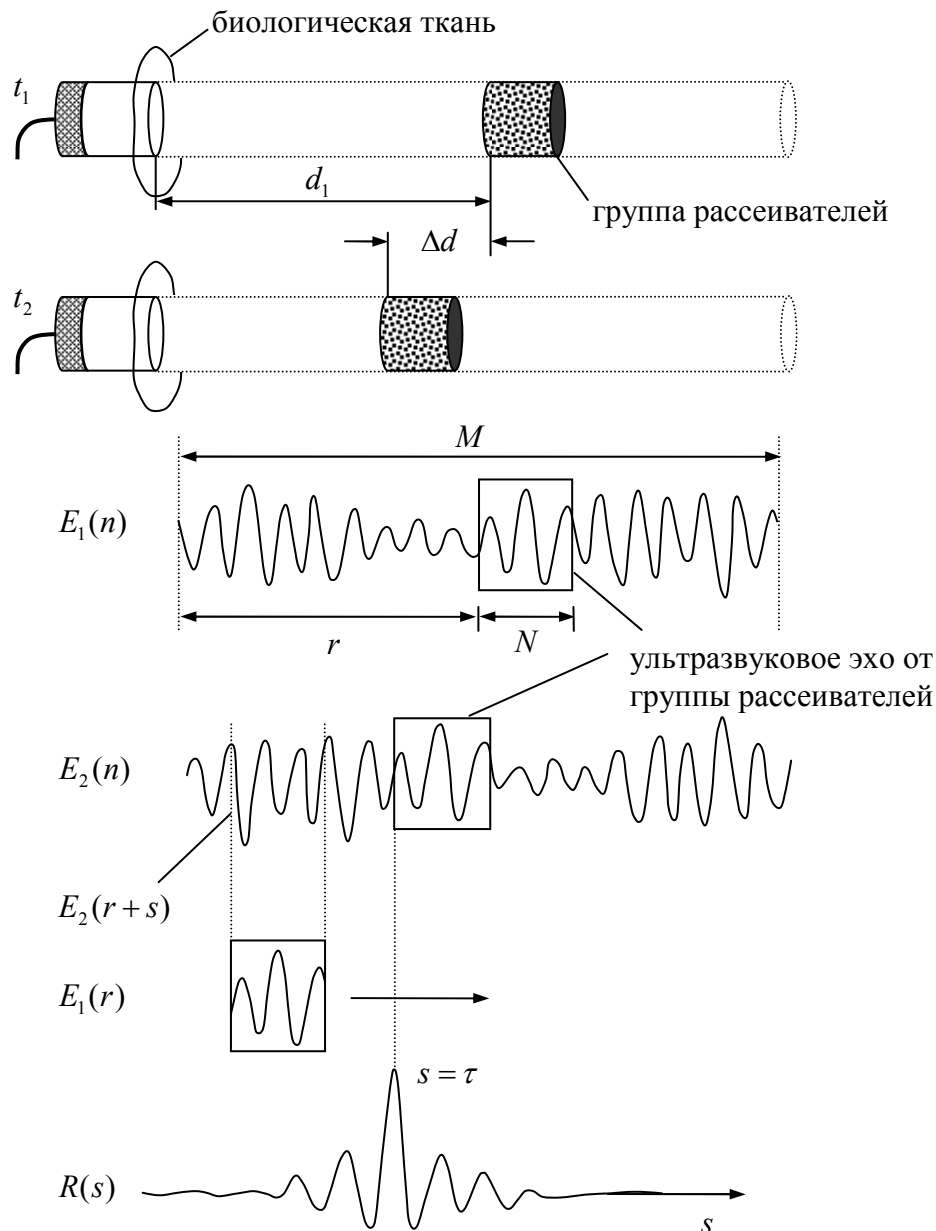 биологическая ткань
t₁
d₁
группа рассеивателей
Δd
t₂
M
E₁(n)
r
N
ультразвуковое эхо от
группы рассеивателей
E₂(n)
E₂(r + s)
E₁(r)
s = τ
R(s)
s